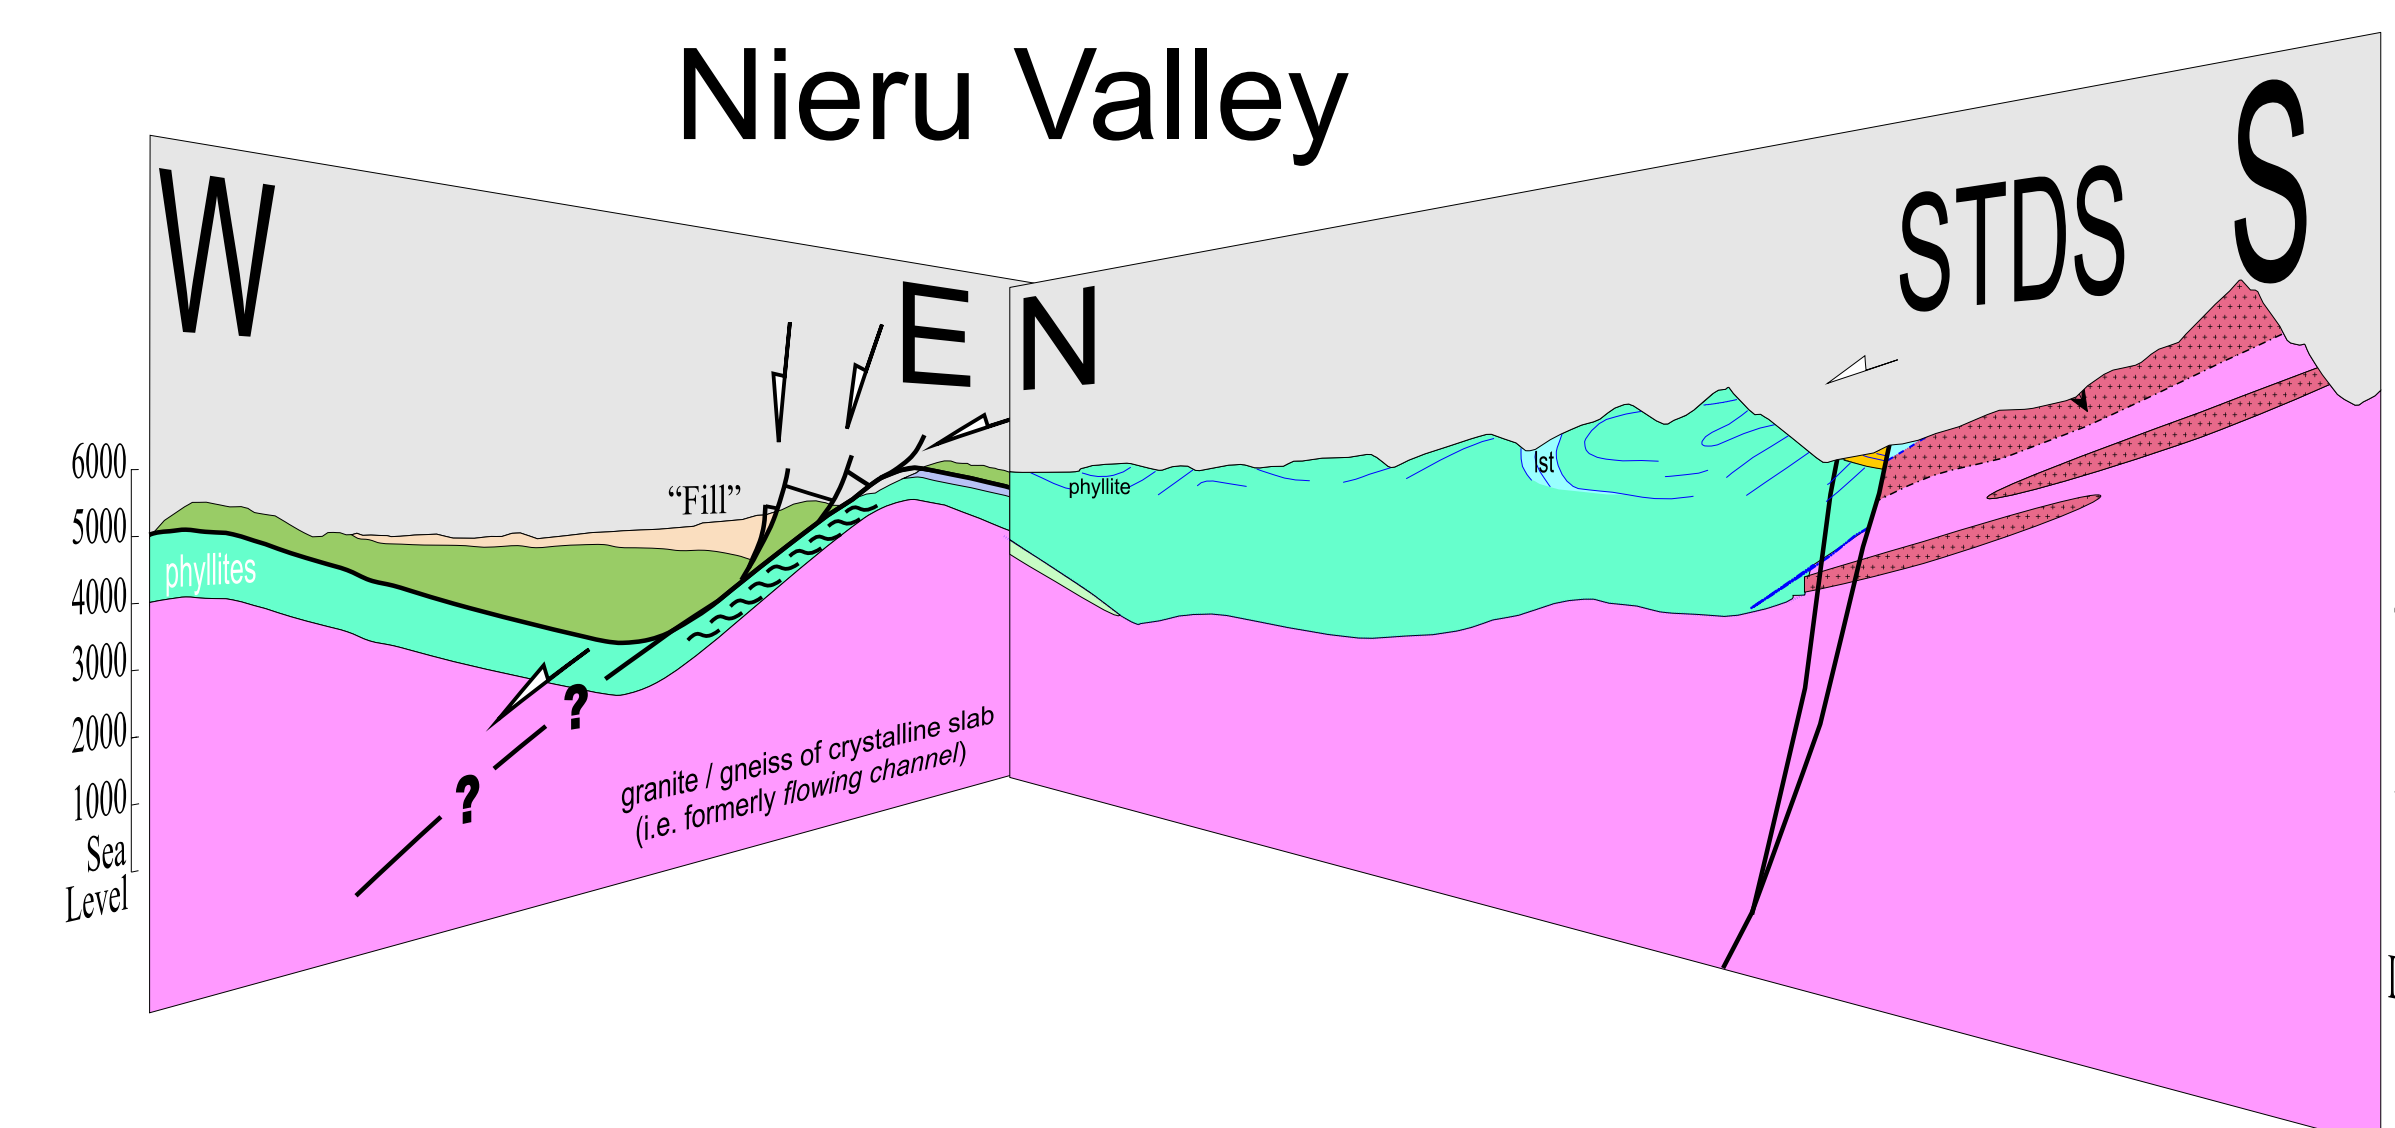 Nieru Valley
W
E
N
STDS
S
"Fill"
phyllites
phyllite
lst
6000
5000
4000
3000
2000
1000
Sea
Level
?
?
granite / gneiss of crystalline slab
(i.e. formerly flowing channel)